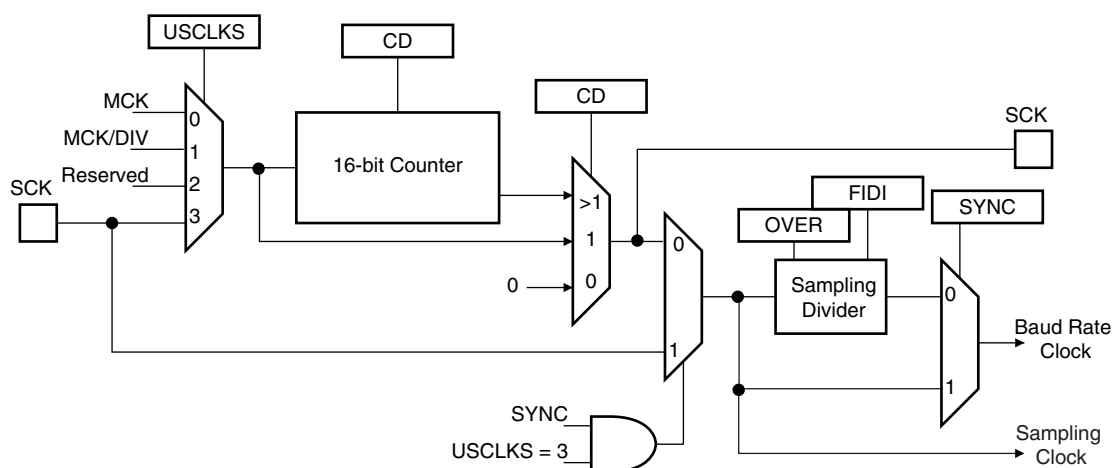 USCLKS
CD
CD
MCK
0
MCK/DIV
1
Reserved
2
SCK
3
16-bit Counter
>1
1
0
0
SCK
FIDI
OVER
SYNC
0
1
Sampling
Divider
0
1
Baud Rate
Clock
SYNC
USCLKS = 3
Sampling
Clock